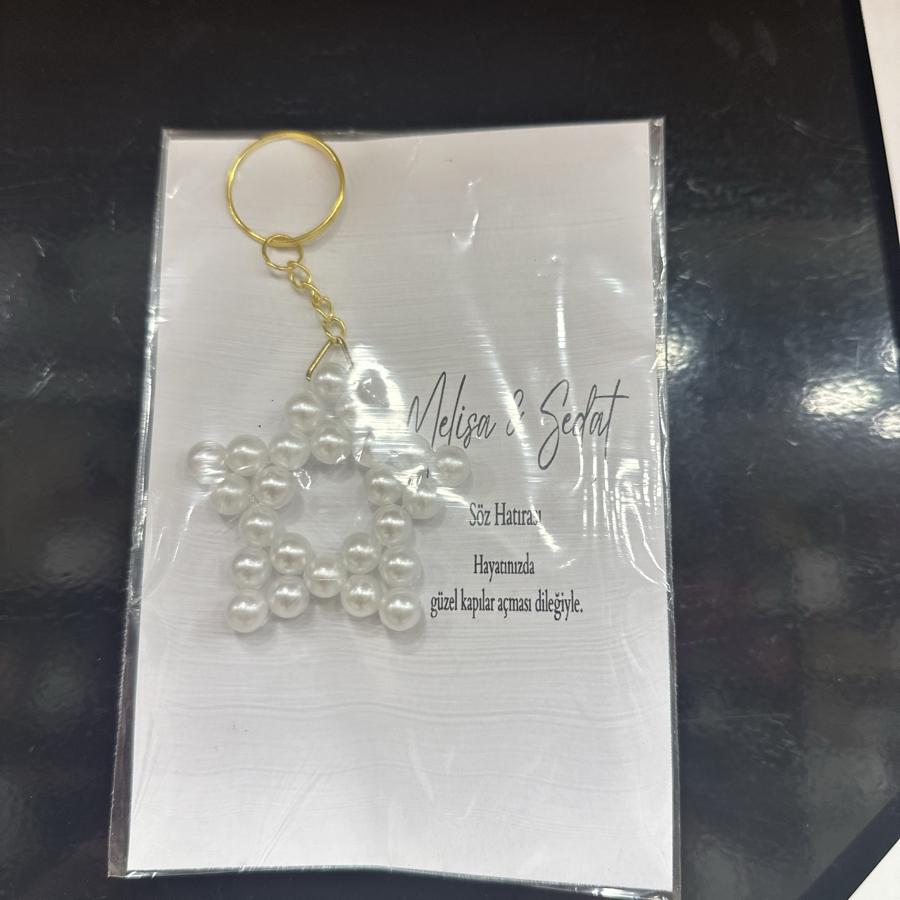 Melisa & Sedat
Söz Hatırası
Hayatınızda
güzel kapılar açması dileğiyle.